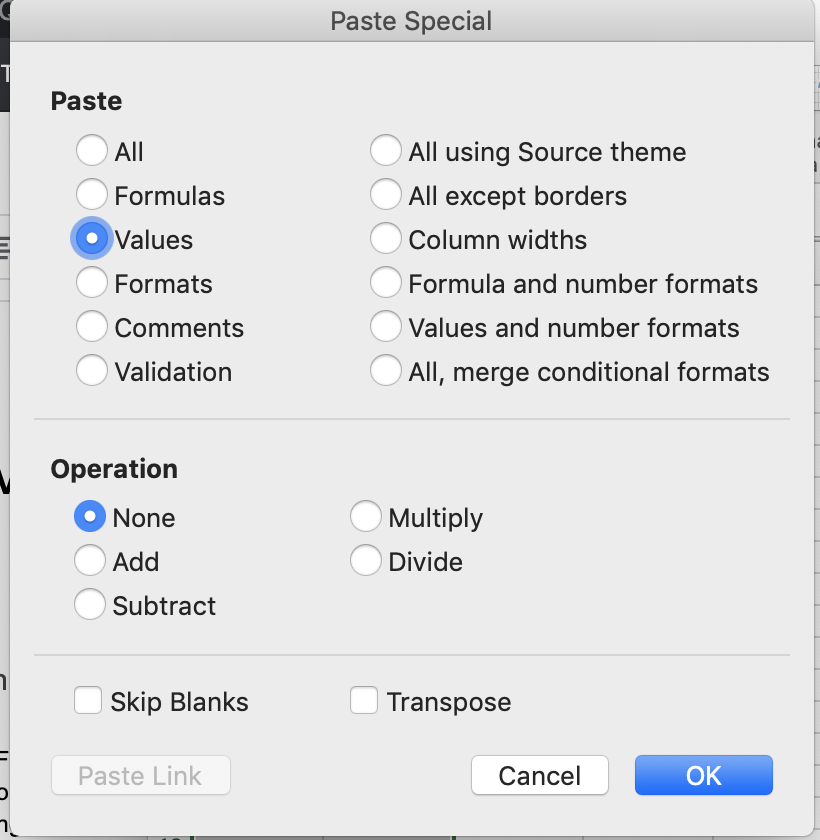 Paste Special
Paste
All
All using Source theme
Formulas
All except borders
Values
Column widths
Formats
Formula and number formats
Comments
Values and number formats
Validation
All, merge conditional formats
Operation
None
Multiply
Add
Divide
Subtract
Skip Blanks
Transpose
Paste Link
Cancel
OK